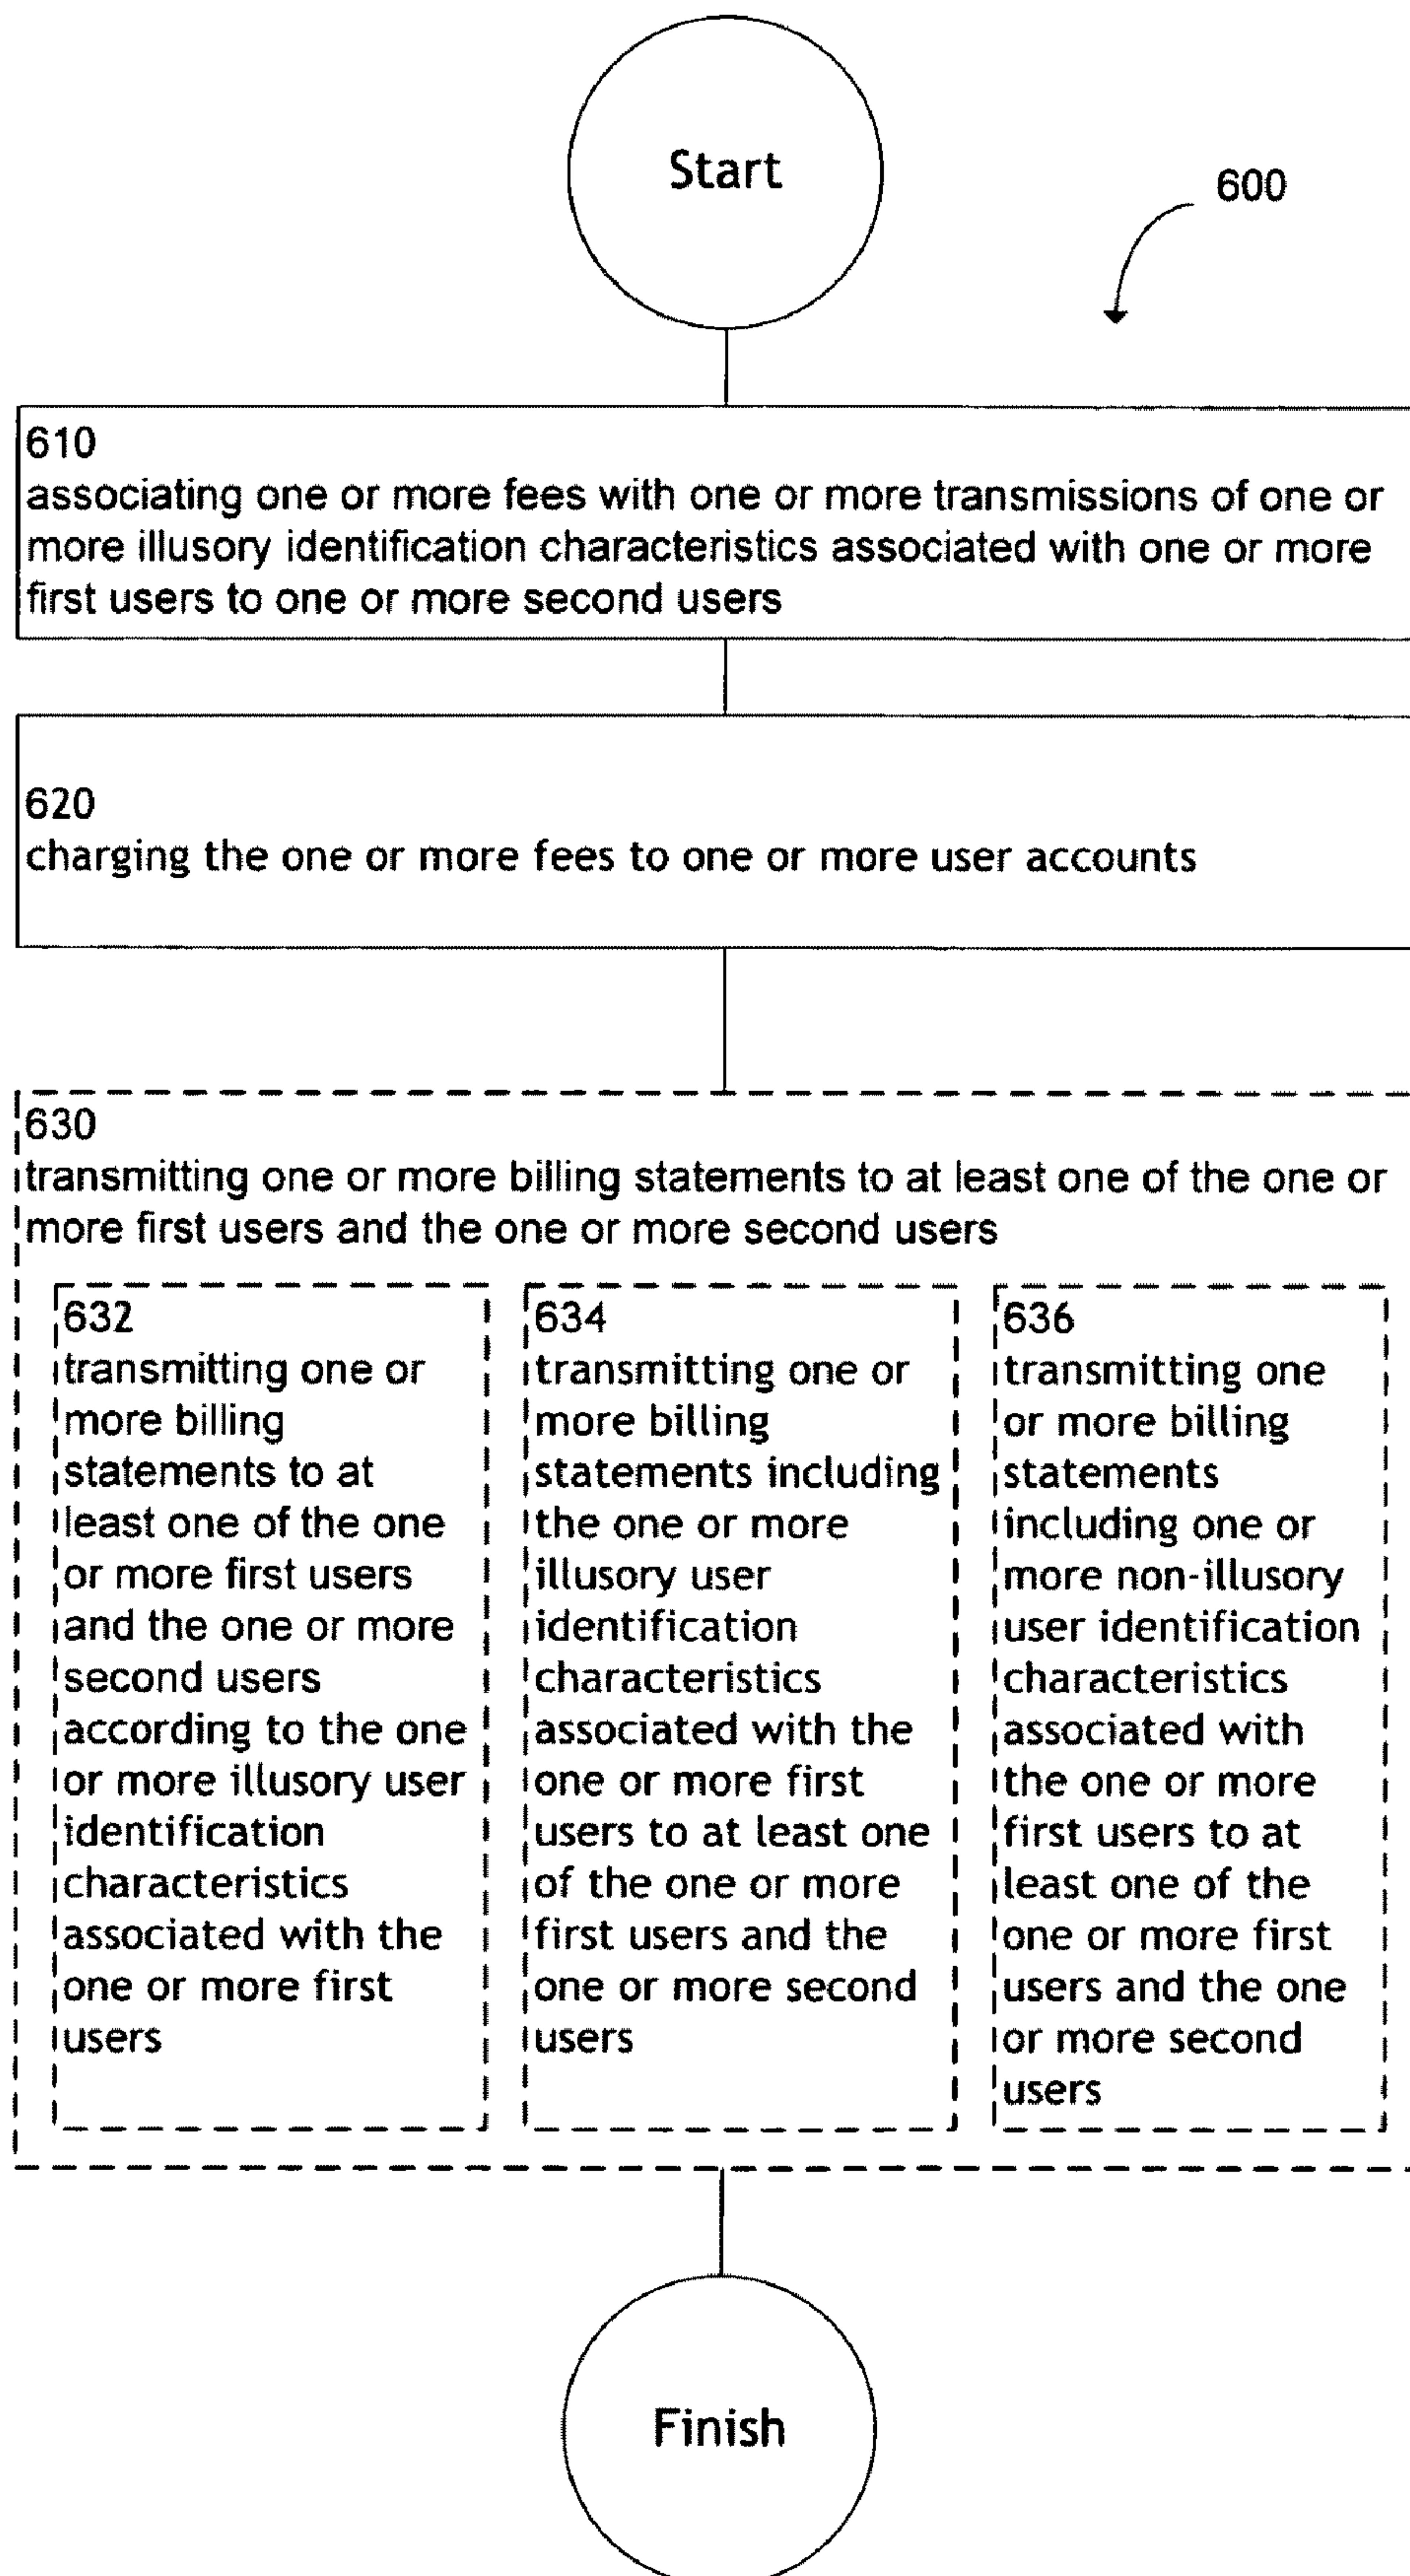 Start
600
610
associating one or more fees with one or more transmissions of one or
more illusory identification characteristics associated with one or more
first users to one or more second users
620
charging the one or more fees to one or more user accounts
630
transmitting one or more billing statements to at least one of the one or
more first users and the one or more second users
632
transmitting one or
more billing
statements to at
least one of the one
or more first users
and the one or more
second users
according to the one
or more illusory user
identification
characteristics
associated with the
one or more first
users
634
transmitting one or
more billing
statements including
the one or more
illusory user
identification
characteristics
associated with the
one or more first
users to at least one
of the one or more
first users and the
one or more second
users
636
transmitting one
or more billing
statements
including one or
more non-illusory
user identification
characteristics
associated with
the one or more
first users to at
least one of the
one or more first
users and the one
or more second
users
Finish